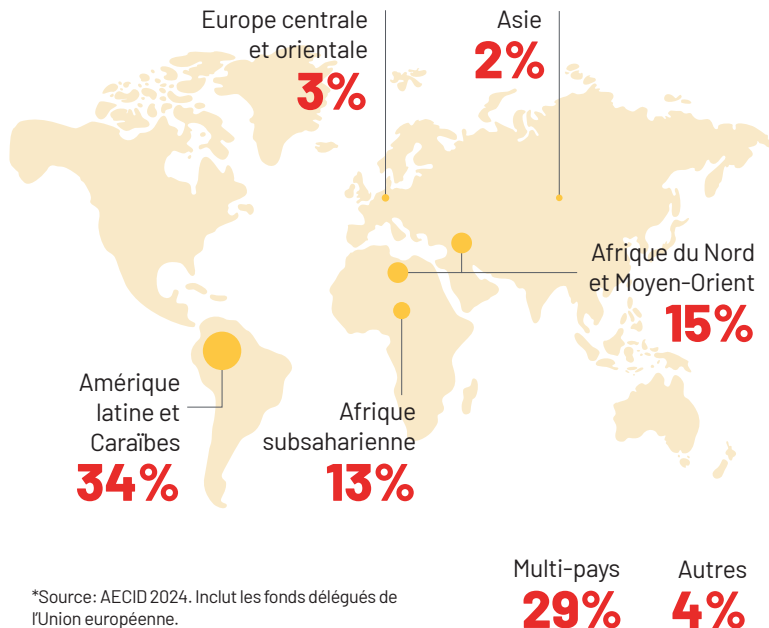 Europe centrale
et orientale
3%
Asie
2%
Afrique du Nord
et Moyen-Orient
15%
Amérique
latine et
Caraïbes
34%
Afrique
subsaharienne
13%
Multi-pays
29%
Autres
4%
*Source: AECID 2024. Inclut les fonds délégués de
l’Union européenne.